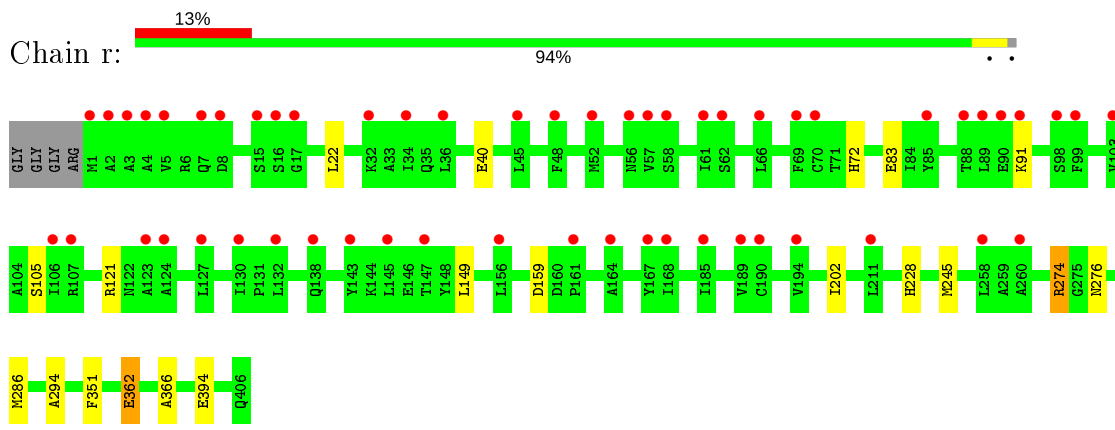 13%
Chain r:
94%
• •
GLY GLY GLY ARG M1 A2 A3 A4 V5 R6 Q7 D8 S15 S16 G17 L22 K32 A33 I34 Q35 L36 E40 L45 F48 M52 N56 V57 S58 I61 S62 L66 F69 C70 T71 H72 E83 I84 Y85 T88 L89 E90 K91 S98 F99 V103
A104 S105 I106 R107 R121 N122 A123 A124 L127 I130 P131 L132 Q138 Y143 K144 L145 E146 T147 Y148 L149 L156 D159 D160 P161 A164 Y167 I168 I185 V189 C190 V194 I202 L211 H228 M245 L258 A259 A260 R274 G275 N276
M286 A294 F351 E362 A366 E394 Q406